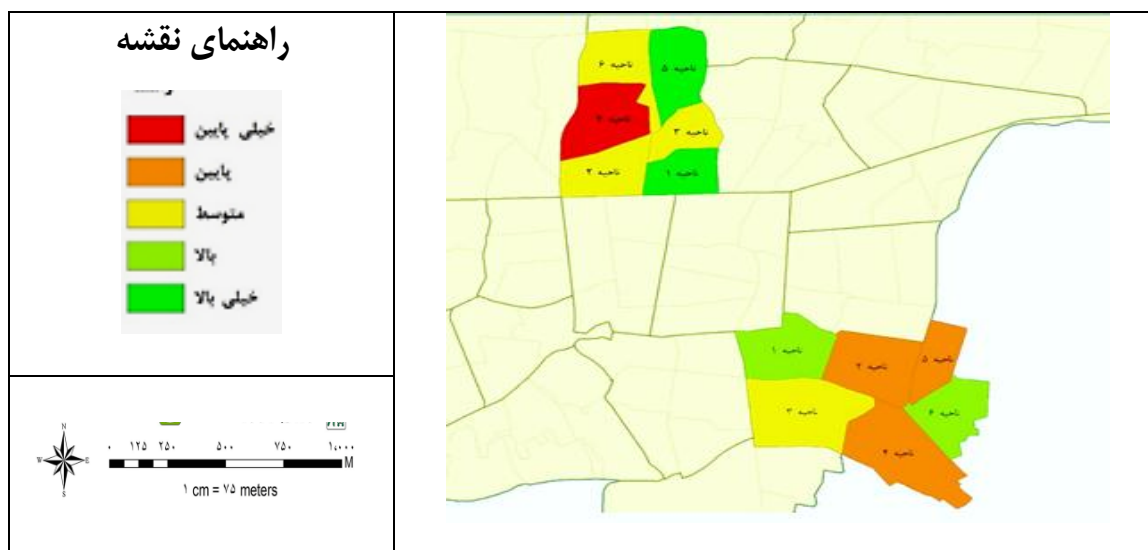 راهنمای نقشه
خیلی پایین
پایین
متوسط
بالا
خیلی بالا
N
W
E
S
۰ ۱۲۵ ۲۵۰ ۵۰۰ ۷۵۰ ۱،۰۰۰
M
۱ cm = ۷۵ meters
ناحیه ۶
ناحیه ۵
ناحیه
ناحیه ۳
ناحیه ۲
ناحیه ۱
ناحیه ۱
ناحیه ۲
ناحیه ۵
ناحیه ۳
ناحیه ۶
ناحیه ۴